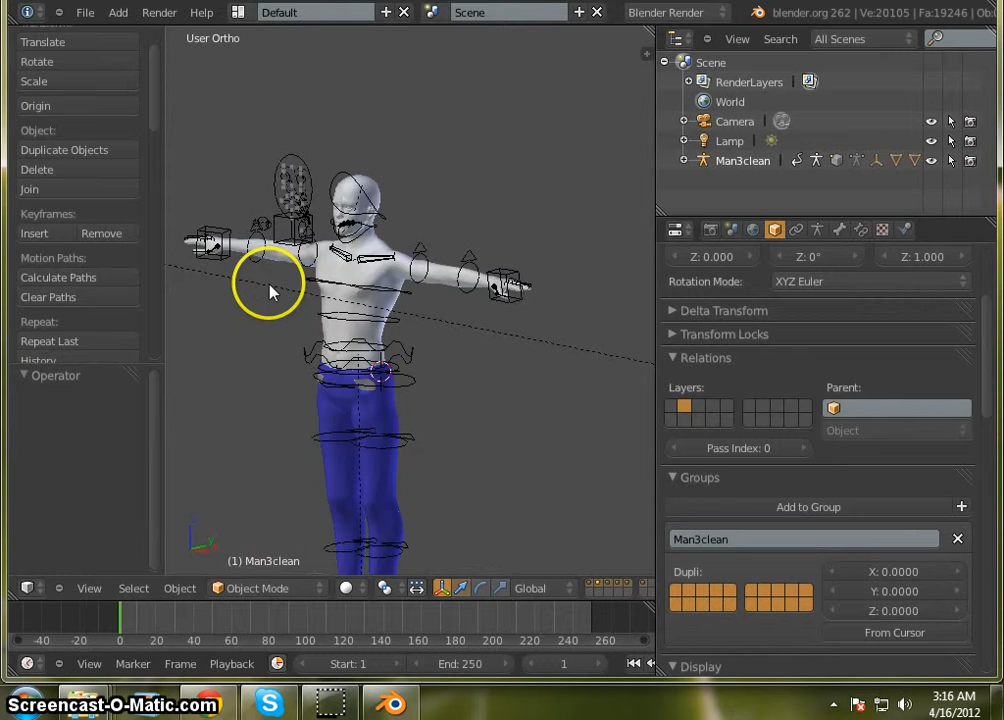 File Add Render Help Default Scene Blender Render blender.org 262 | Ve:20105 | Fa:19246 | Ob:
Translate
Rotate
Scale
Origin
Object:
Duplicate Objects
Delete
Join
Keyframes:
Insert Remove
Motion Paths:
Calculate Paths
Clear Paths
Repeat:
Repeat Last
History
Operator
User Ortho
(1) Man3clean
View Select Object Object Mode Global
View Search All Scenes
Scene
RenderLayers
World
Camera
Lamp
Man3clean
Z: 0.000 Z: 0° Z: 1.000
Rotation Mode: XYZ Euler
Delta Transform
Transform Locks
Relations
Layers: Parent:
Object
Pass Index: 0
Groups
Add to Group
Man3clean
Dupli: X: 0.0000
Y: 0.0000
Z: 0.0000
From Cursor
Display
-40 -20 0 20 40 60 80 100 120 140 160 180 200 220 240 260
View Marker Frame Playback Start: 1 End: 250 1
Screencast-O-Matic.com
3:16 AM
4/16/2012